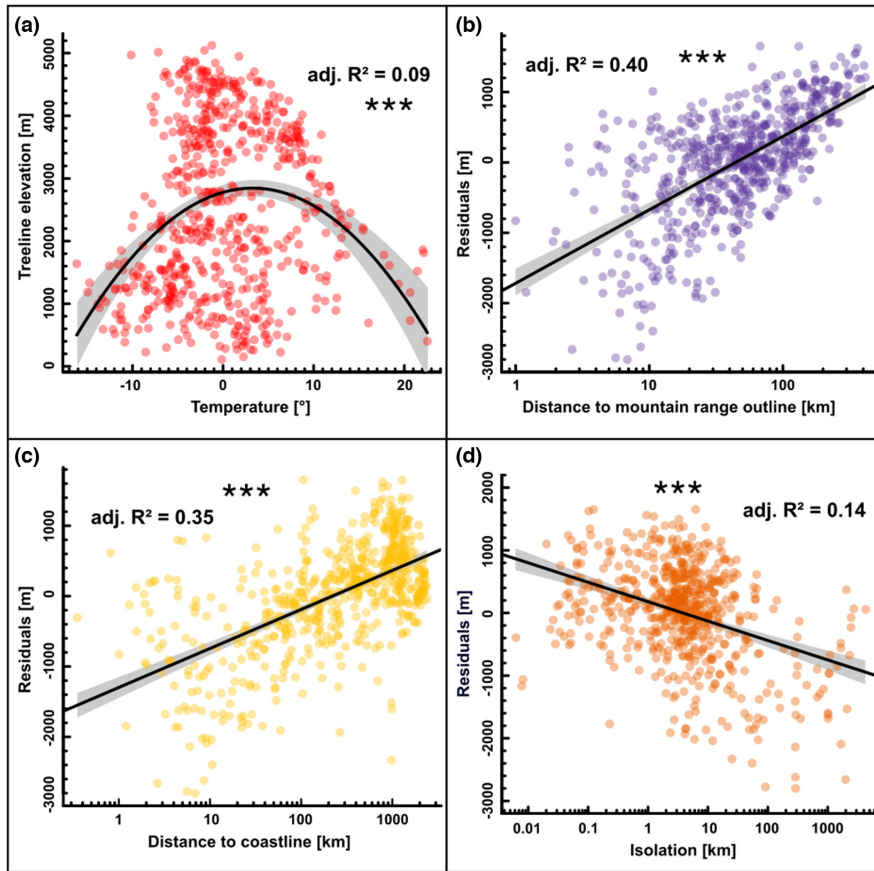 (a)
adj. R² = 0.09
***
Treeline elevation [m]
5000
4000
3000
2000
1000
0
-10
0
10
20
Temperature [°]
(b)
adj. R² = 0.40
***
Residuals [m]
1000
0
-1000
-2000
-3000
1
10
100
Distance to mountain range outline [km]
(c)
***
adj. R² = 0.35
Residuals [m]
1000
0
-1000
-2000
-3000
1
10
100
1000
Distance to coastline [km]
(d)
***
adj. R² = 0.14
Residuals [m]
2000
1000
0
-1000
-2000
-3000
0.01
0.1
1
10
100
1000
Isolation [km]